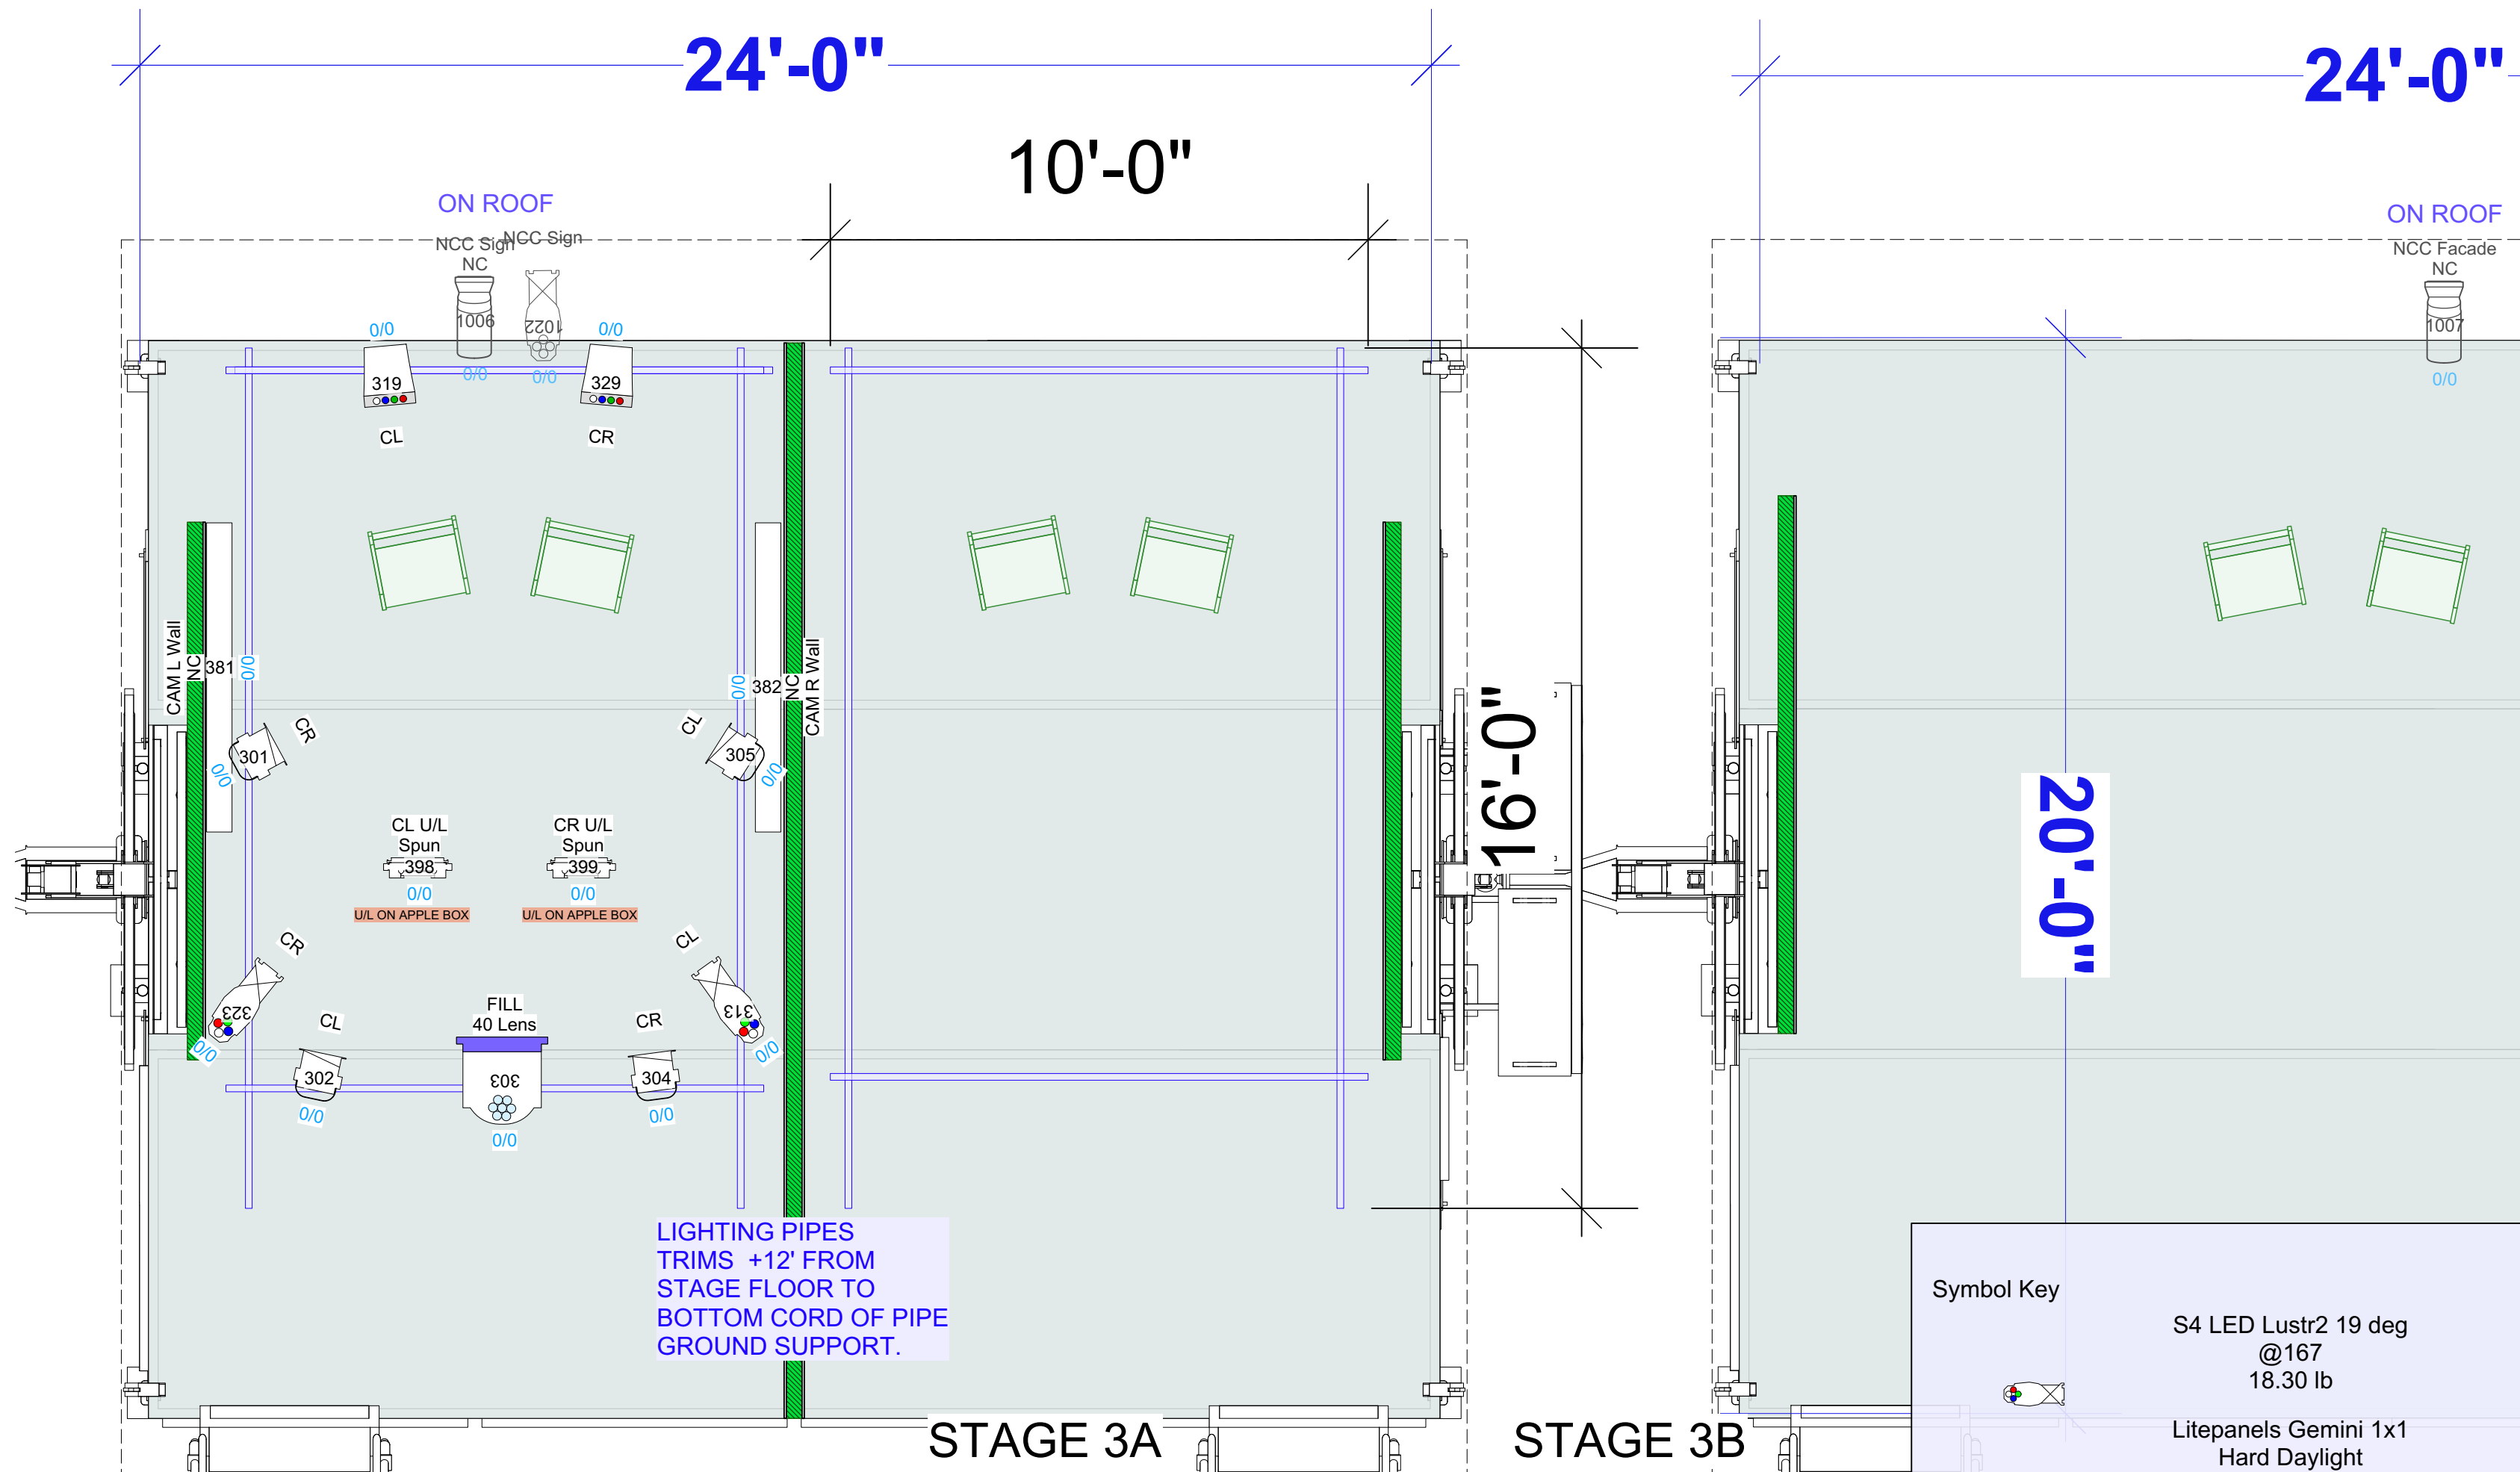 24'-0"
24'-0"
10'-0"
ON ROOF
ON ROOF
NCC Sign
NC
NCC Sign
NCC Facade
NC
1006
1022
1007
0/0
0/0
0/0
0/0
0/0
319
329
CL
CR
CAM L Wall
NC
381
0/0
0/0
382
NC
CAM R Wall
301
CR
0/0
CL
305
0/0
16'-0"
20'-0"
CL U/L
Spun
398
0/0
U/L ON APPLE BOX
CR U/L
Spun
399
0/0
U/L ON APPLE BOX
CR
323
0/0
CL
313
0/0
CL
302
0/0
FILL
40 Lens
303
0/0
CR
304
0/0
LIGHTING PIPES
TRIMS +12' FROM
STAGE FLOOR TO
BOTTOM CORD OF PIPE
GROUND SUPPORT.
STAGE 3A
STAGE 3B
Symbol Key
S4 LED Lustr2 19 deg
@167
18.30 lb
Litepanels Gemini 1x1
Hard Daylight